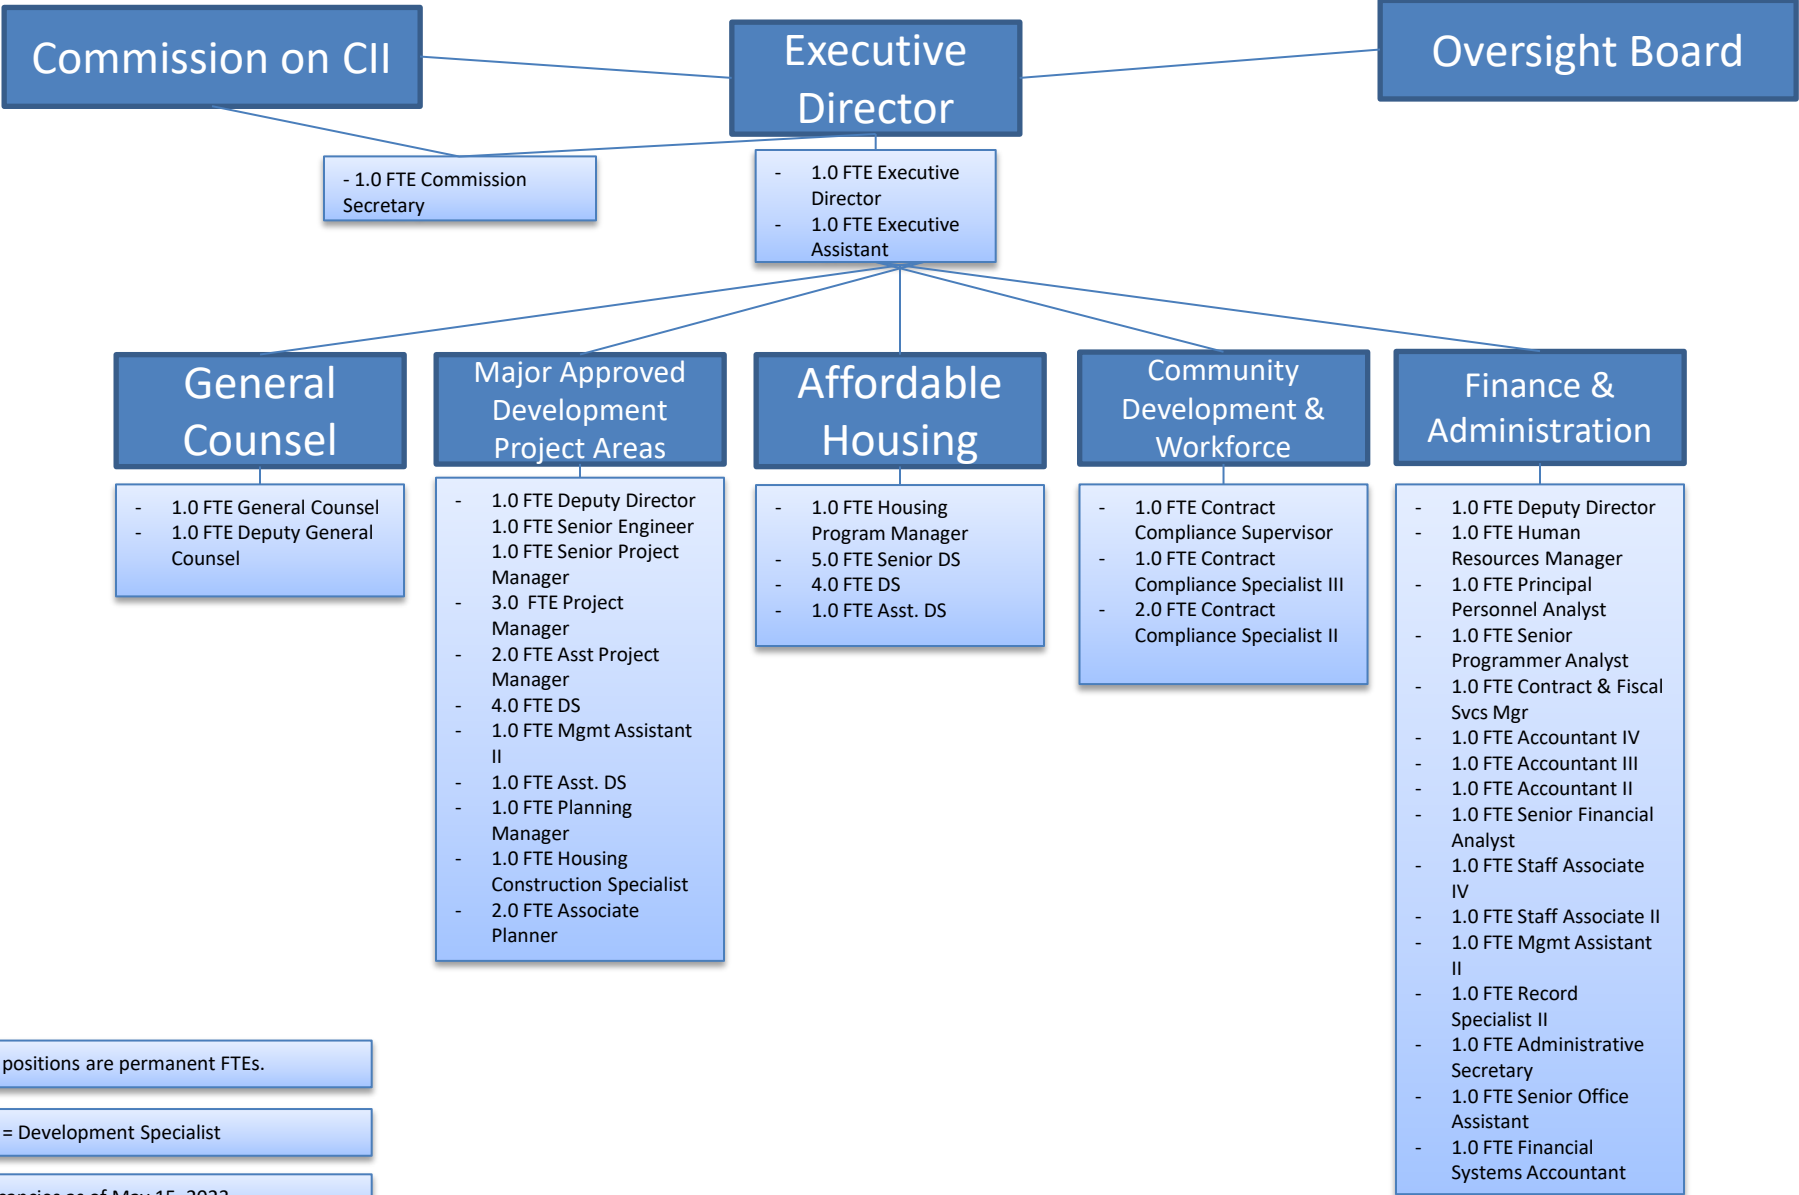 Commission on CII
Executive
Director
Oversight Board
- 1.0 FTE Commission
Secretary
- 1.0 FTE Executive
Director
- 1.0 FTE Executive
Assistant
General
Counsel
- 1.0 FTE General Counsel
- 1.0 FTE Deputy General
Counsel
Major Approved
Development
Project Areas
- 1.0 FTE Deputy Director
1.0 FTE Senior Engineer
1.0 FTE Senior Project
Manager
- 3.0 FTE Project
Manager
- 2.0 FTE Asst Project
Manager
- 4.0 FTE DS
- 1.0 FTE Mgmt Assistant
II
- 1.0 FTE Asst. DS
- 1.0 FTE Planning
Manager
- 1.0 FTE Housing
Construction Specialist
- 2.0 FTE Associate
Planner
Affordable
Housing
- 1.0 FTE Housing
Program Manager
- 5.0 FTE Senior DS
- 4.0 FTE DS
- 1.0 FTE Asst. DS
Community
Development &
Workforce
- 1.0 FTE Contract
Compliance Supervisor
- 1.0 FTE Contract
Compliance Specialist III
- 2.0 FTE Contract
Compliance Specialist II
Finance &
Administration
- 1.0 FTE Deputy Director
- 1.0 FTE Human
Resources Manager
- 1.0 FTE Principal
Personnel Analyst
- 1.0 FTE Senior
Programmer Analyst
- 1.0 FTE Contract & Fiscal
Svcs Mgr
- 1.0 FTE Accountant IV
- 1.0 FTE Accountant III
- 1.0 FTE Accountant II
- 1.0 FTE Senior Financial
Analyst
- 1.0 FTE Staff Associate
IV
- 1.0 FTE Staff Associate II
- 1.0 FTE Mgmt Assistant
II
- 1.0 FTE Record
Specialist II
- 1.0 FTE Administrative
Secretary
- 1.0 FTE Senior Office
Assistant
- 1.0 FTE Financial
Systems Accountant
positions are permanent FTEs.
= Development Specialist
as of May 15,